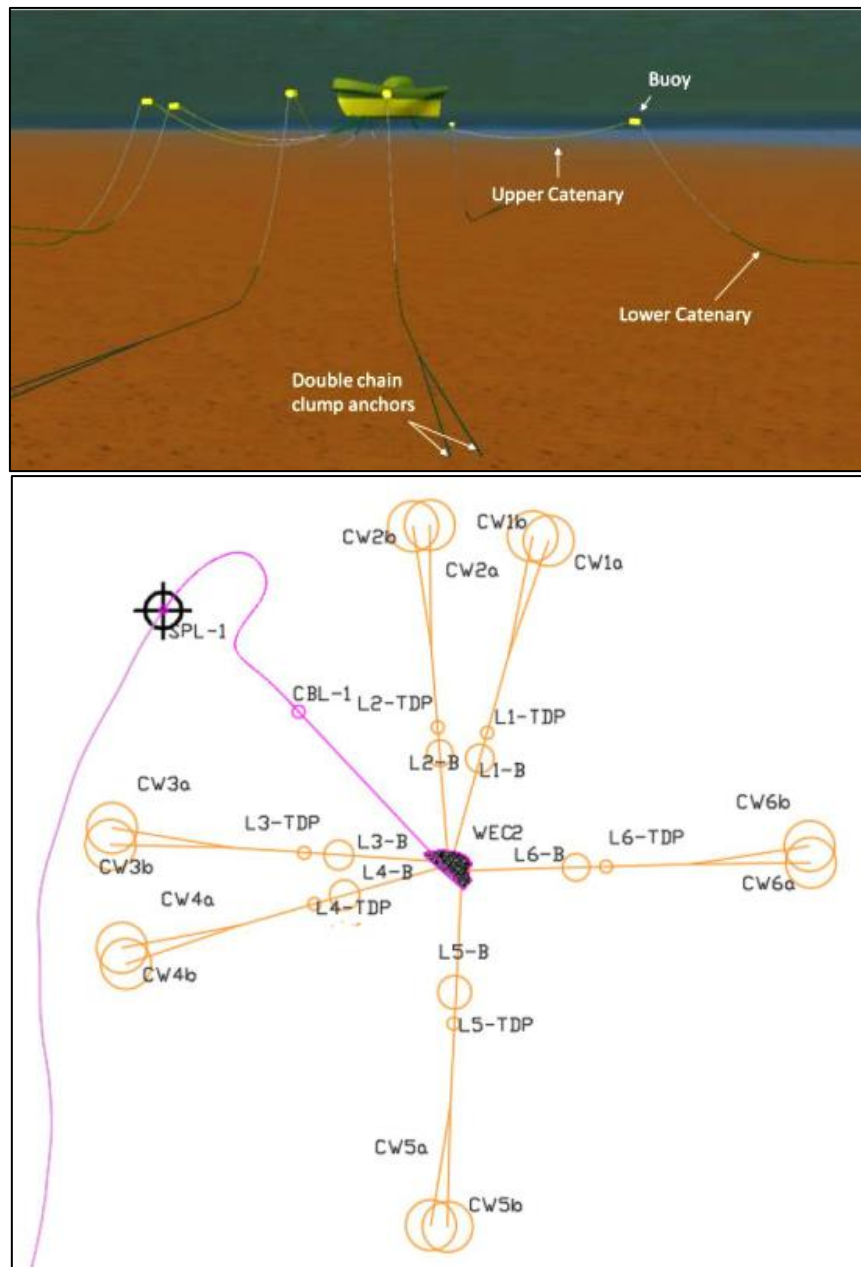 Buoy
Upper Catenary
Lower Catenary
Double chain
clump anchors
CW2b
CW1b
CW2a
CW1a
SPL-1
CBL-1
L2-TDP
L1-TDP
L2-B
L1-B
CW3a
L3-TDP
L3-B
WEC2
CW6b
CW3b
L4-B
L6-B
L6-TDP
CW6a
CW4a
L4-TDP
CW4b
L5-B
L5-TDP
CW5a
CW5b